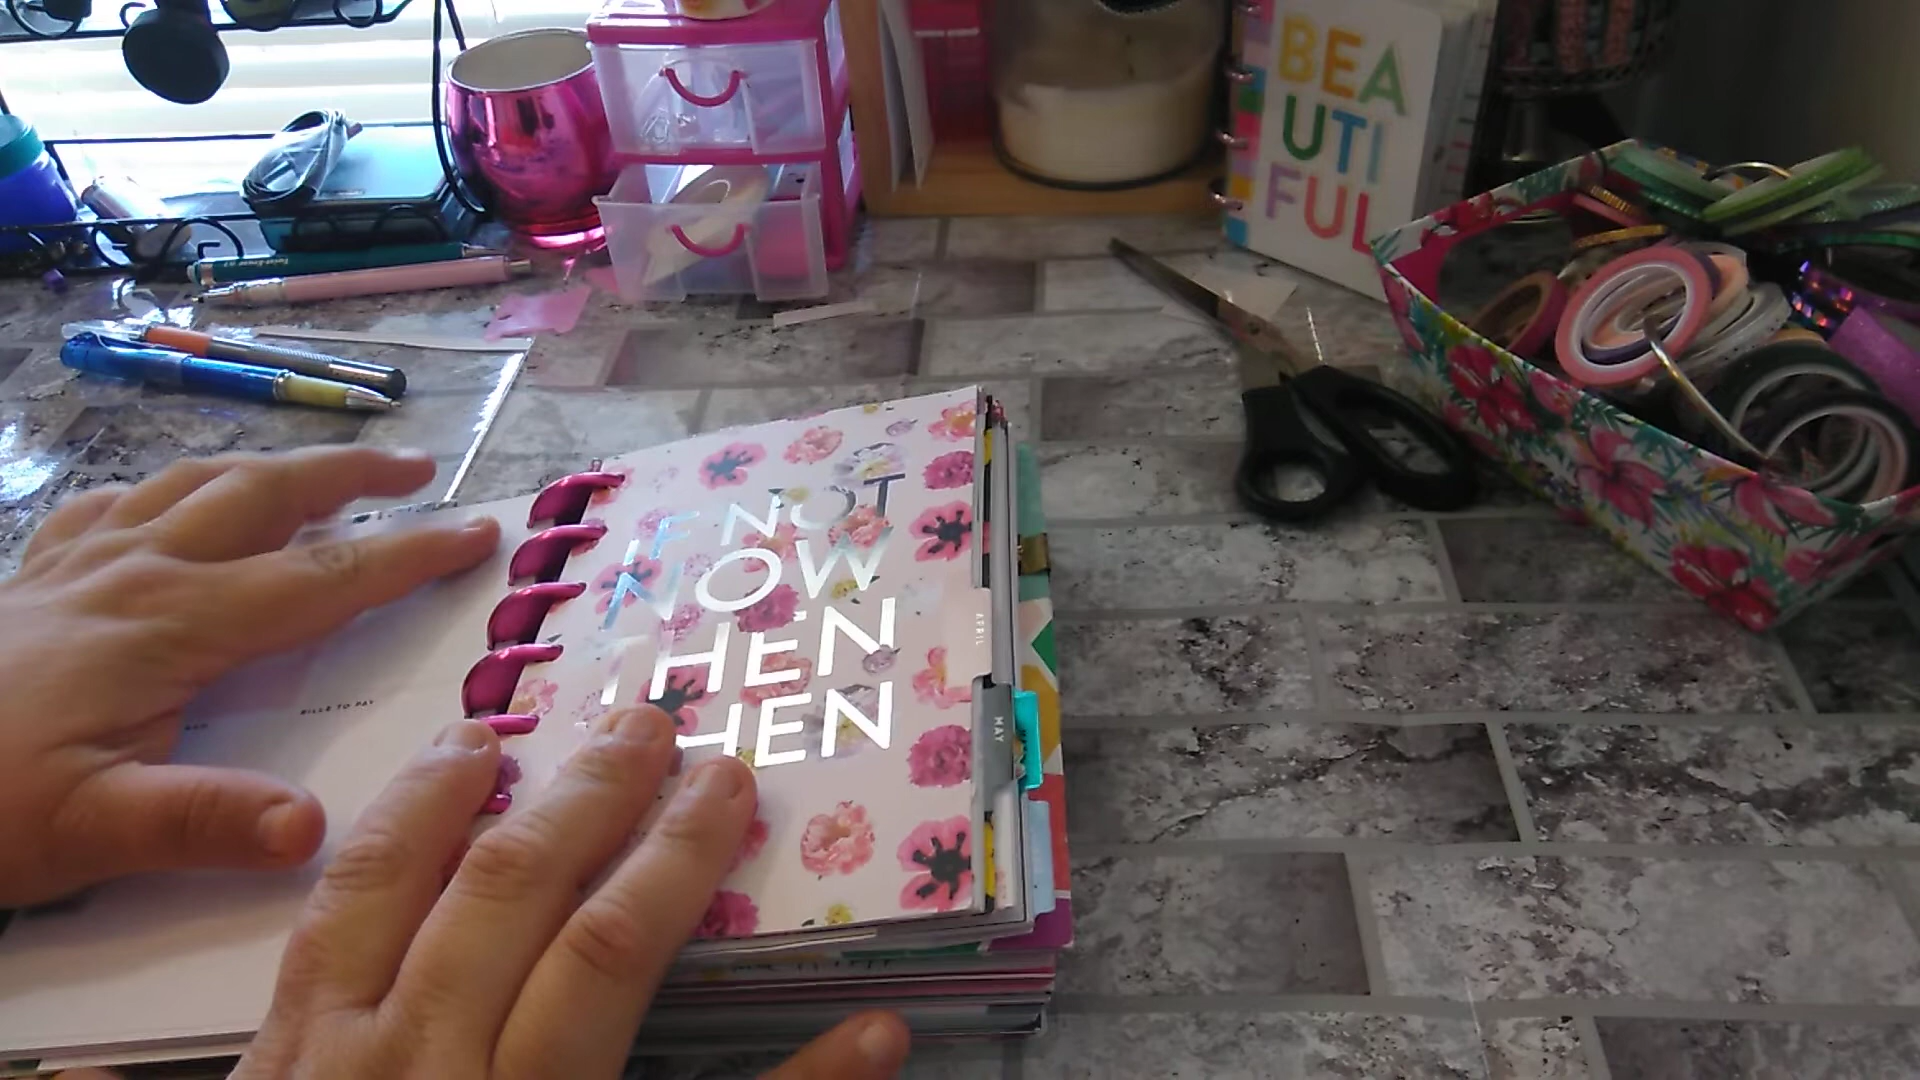 BEA
UTI
FUL
IF NOT
NOW
THEN
WHEN
APRIL
MAY
BILLS TO PAY